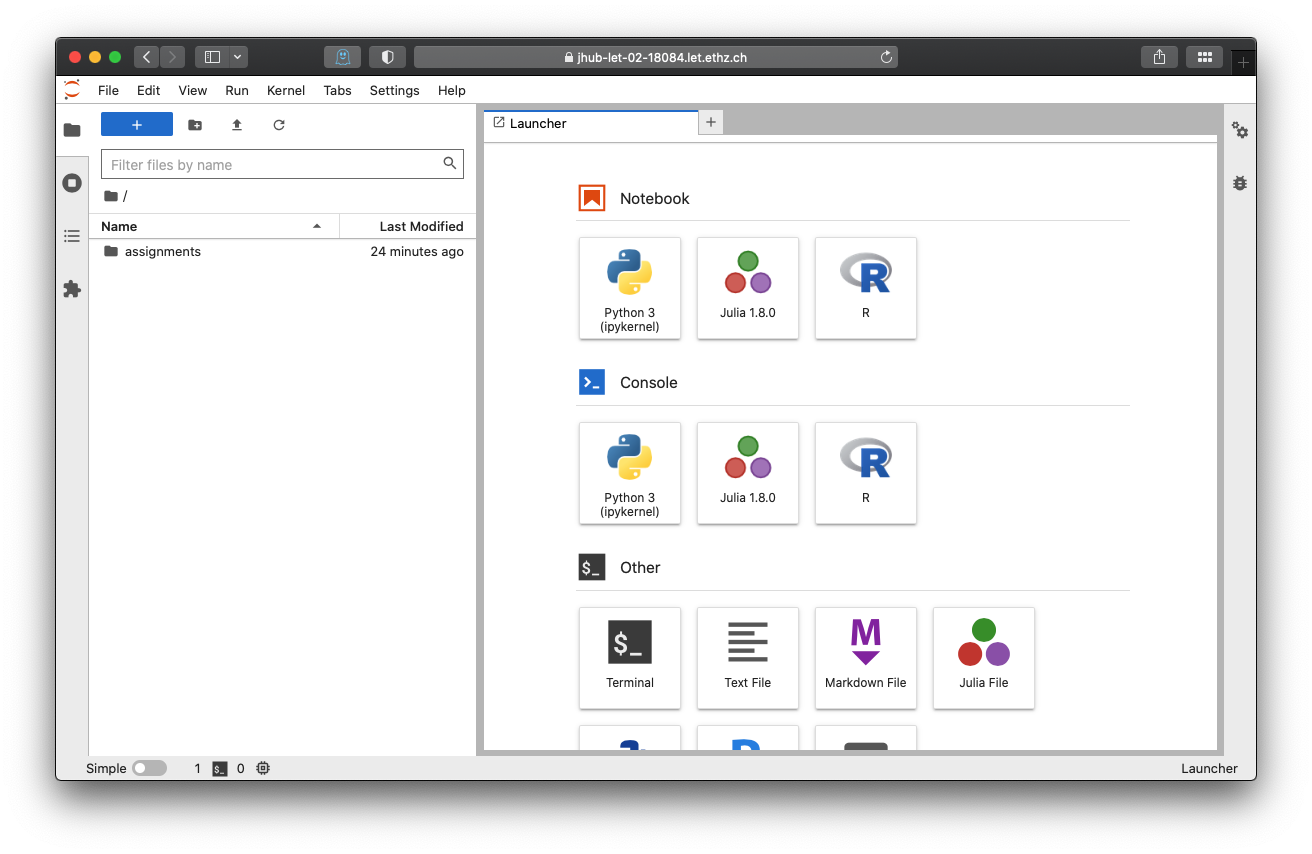 jhub-let-02-18084.let.ethz.ch
File Edit View Run Kernel Tabs Settings Help
Filter files by name
/
Name Last Modified
assignments 24 minutes ago
Launcher
Notebook
Python 3
(ipykernel)
Julia 1.8.0
R
Console
Python 3
(ipykernel)
Julia 1.8.0
R
$_ Other
$_
Terminal
Text File
M
Markdown File
Julia File
Simple 1 $_ 0 Launcher